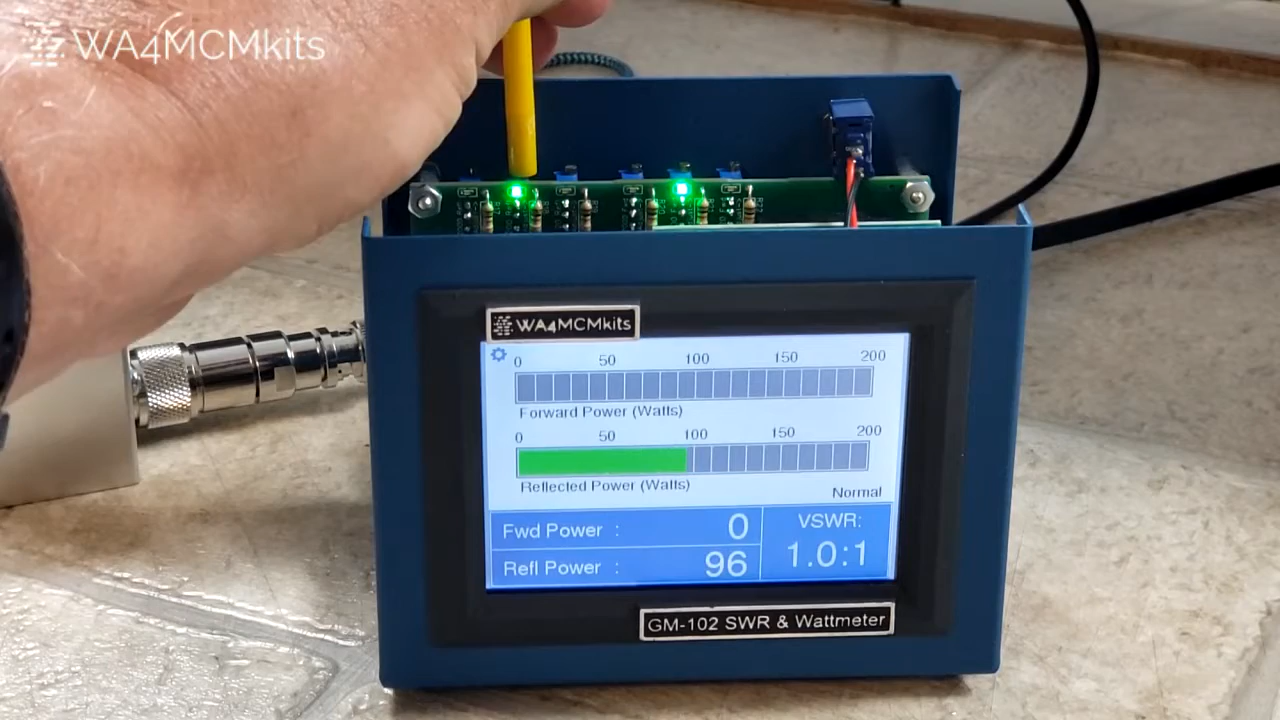 WA4MCMkits
WA4MCMkits
0 50 100 150 200
Forward Power (Watts)
0 50 100 150 200
Reflected Power (Watts)
Normal
Fwd Power : 0
Refl Power : 96
VSWR:
1.0:1
GM-102 SWR & Wattmeter